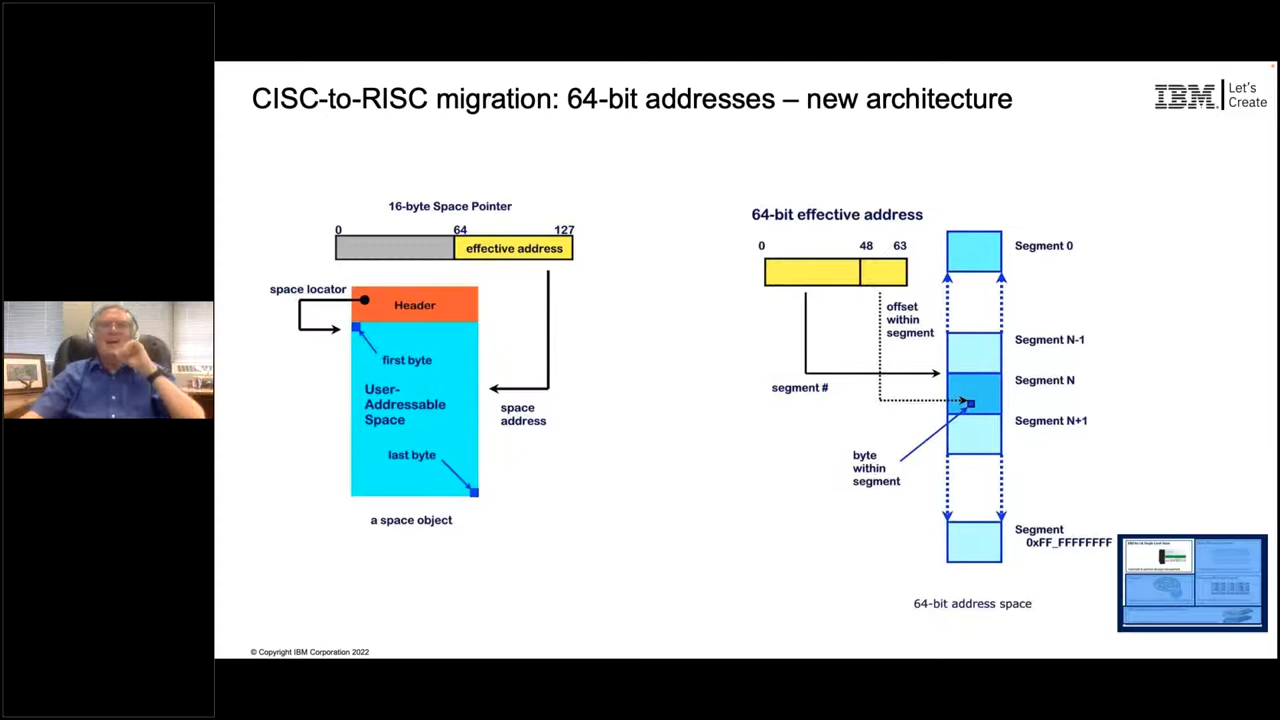 CISC-to-RISC migration: 64-bit addresses – new architecture
IBM
Let's
Create
16-byte Space Pointer
0
64
127
effective address
space locator
Header
first byte
User-
Addressable
Space
space
address
last byte
a space object
64-bit effective address
0
48
63
offset
within
segment
segment #
byte
within
segment
Segment 0
Segment N-1
Segment N
Segment N+1
Segment
0xFF_FFFFFFFF
64-bit address space
© Copyright IBM Corporation 2022